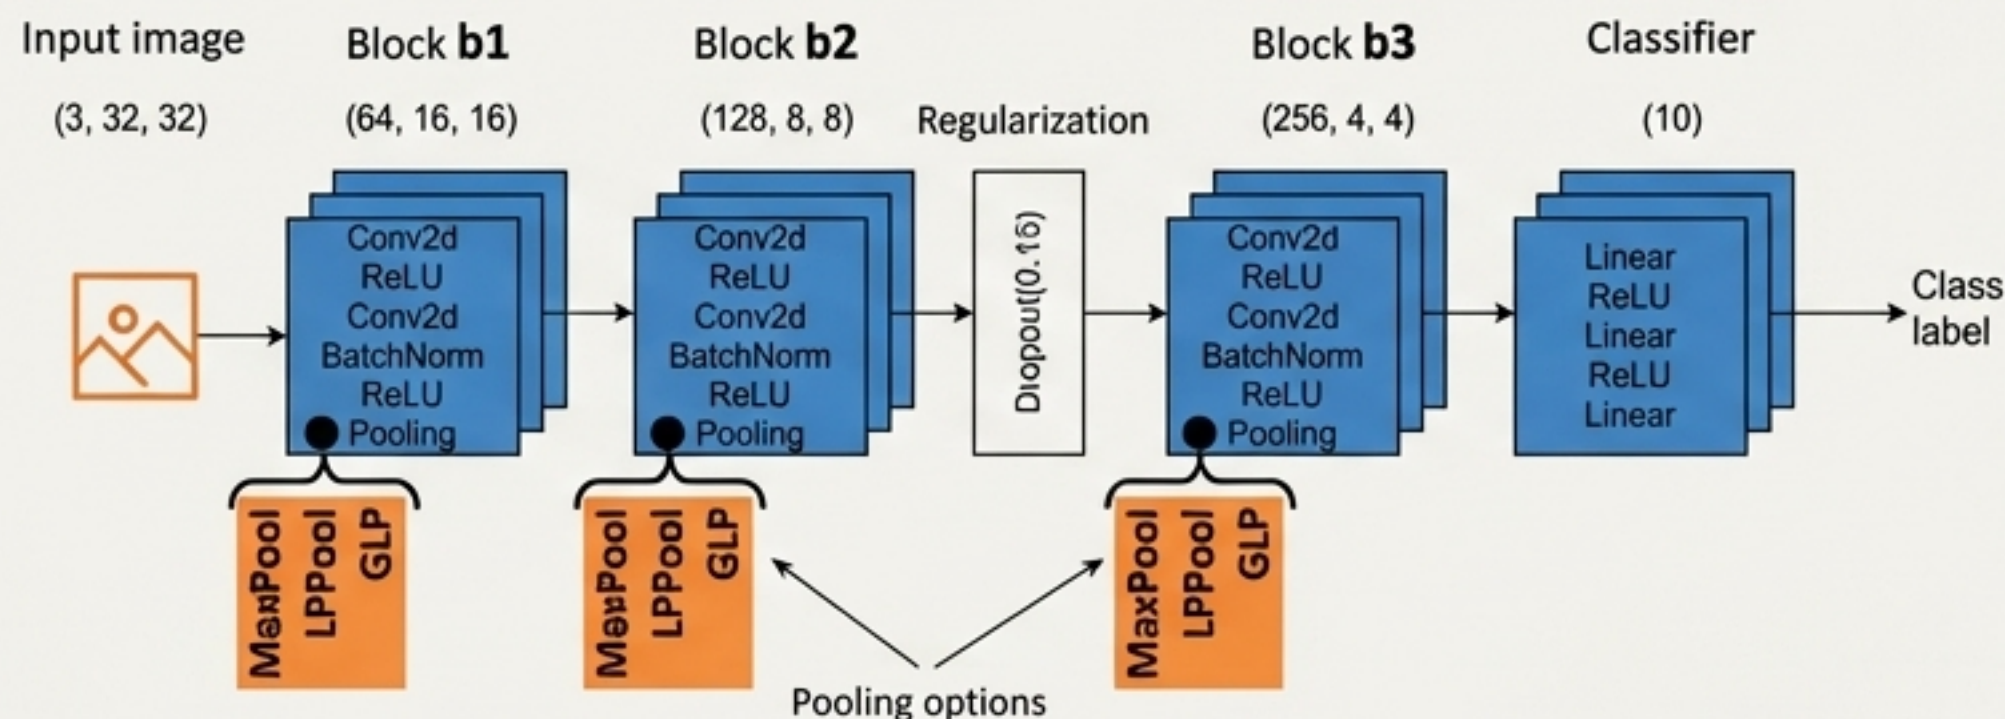 Input image
Block b1
Block b2
Block b3
Classifier
(3, 32, 32)
(64, 16, 16)
(128, 8, 8)
Regularization
(256, 4, 4)
(10)
Conv2d
ReLU
Conv2d
BatchNorm
ReLU
Pooling
LPPool
GLP
Conv2d
ReLU
Conv2d
BatchNorm
ReLU
Pooling
LPPool
GLP
Conv2d
ReLU
Conv2d
BatchNorm
ReLU
Pooling
MaxPool
LPPool
GLP
Linear
ReLU
Linear
ReLU
Linear
Class
label
Pooling options